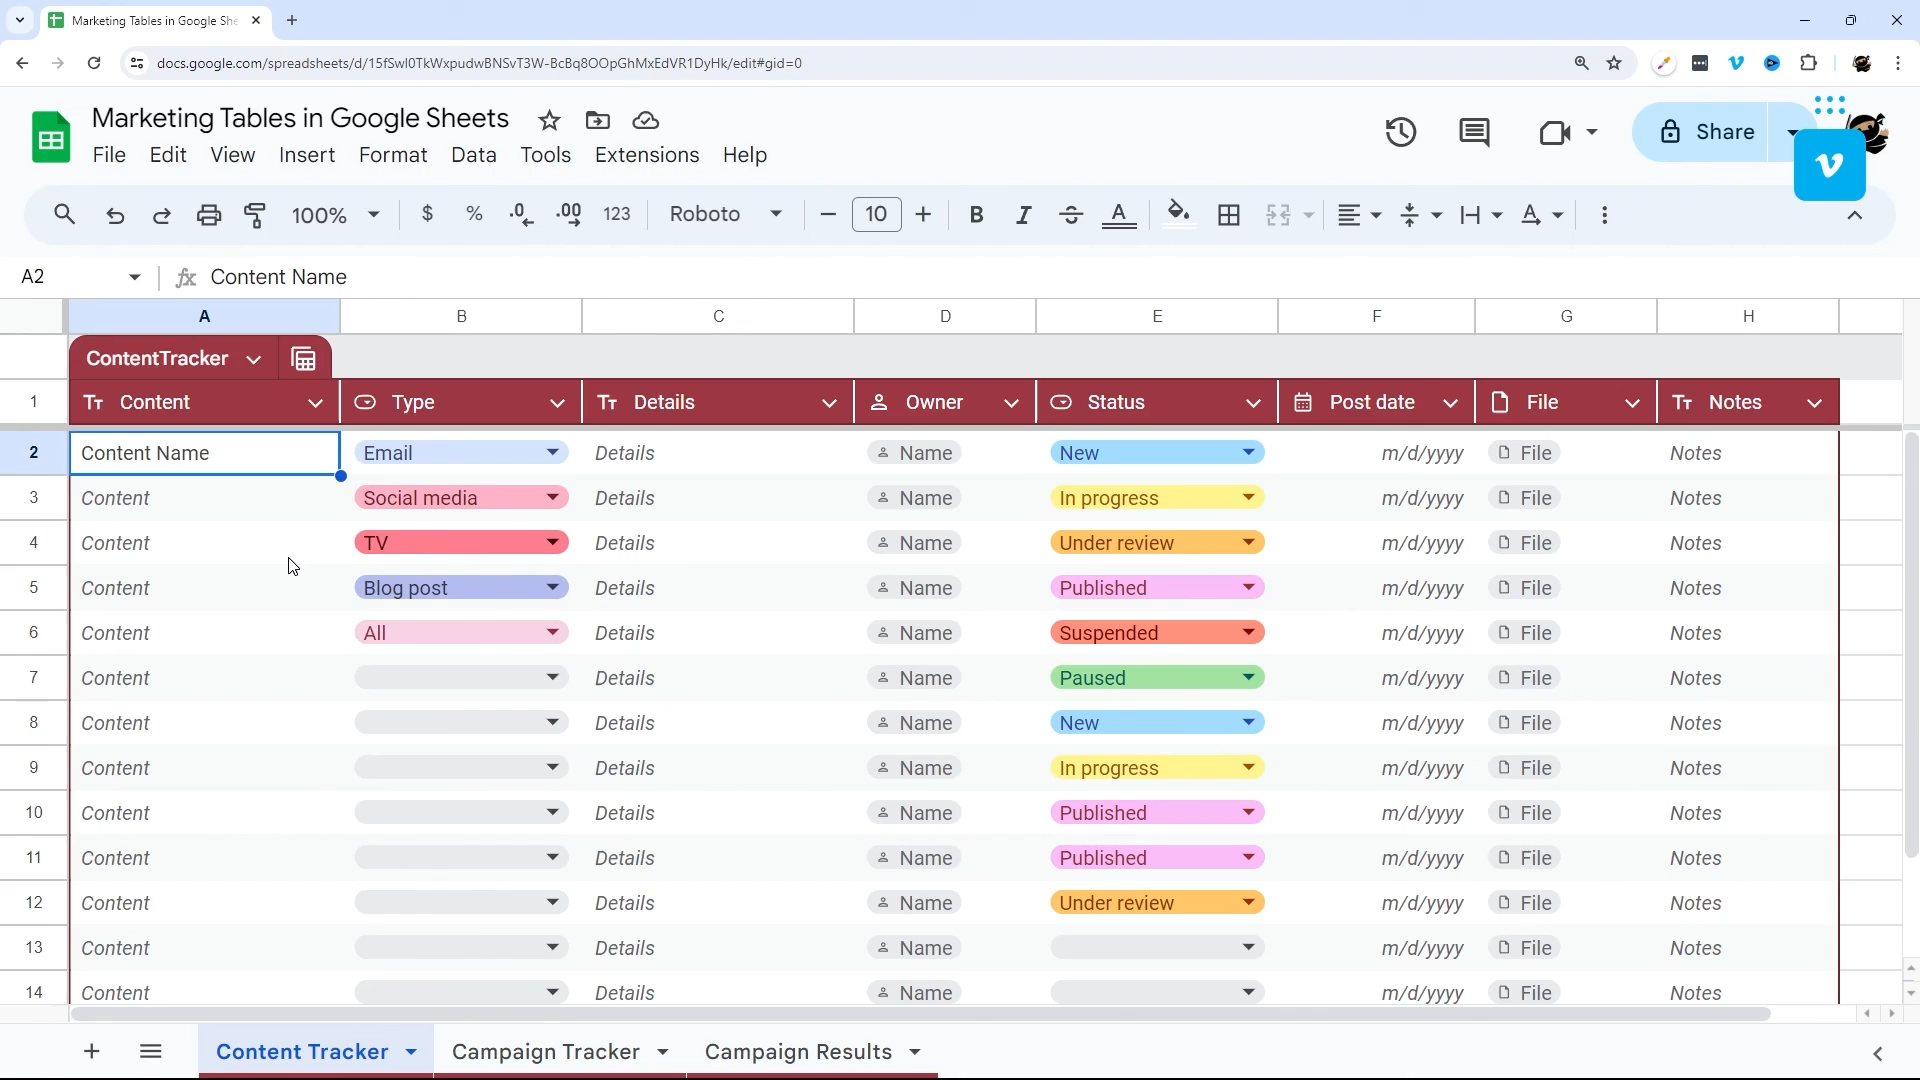 Marketing Tables in Google She
docs.google.com/spreadsheets/d/15fSwI0TkWxpudwBNSvT3W-BcBq8OOpGhMxEdVR1DyHk/edit#gid=0
Marketing Tables in Google Sheets
File Edit View Insert Format Data Tools Extensions Help
Share
100% $ % .0 .00 123 Roboto 10 B I S A A
A2 fx Content Name
A B C D E F G H
ContentTracker
1 Tт Content Type Tт Details Owner Status Post date File Tт Notes
2 Content Name Email Details Name New m/d/yyyy File Notes
3 Content Social media Details Name In progress m/d/yyyy File Notes
4 Content TV Details Name Under review m/d/yyyy File Notes
5 Content Blog post Details Name Published m/d/yyyy File Notes
6 Content All Details Name Suspended m/d/yyyy File Notes
7 Content Details Name Paused m/d/yyyy File Notes
8 Content Details Name New m/d/yyyy File Notes
9 Content Details Name In progress m/d/yyyy File Notes
10 Content Details Name Published m/d/yyyy File Notes
11 Content Details Name Published m/d/yyyy File Notes
12 Content Details Name Under review m/d/yyyy File Notes
13 Content Details Name m/d/yyyy File Notes
14 Content Details Name m/d/yyyy File Notes
Content Tracker Campaign Tracker Campaign Results